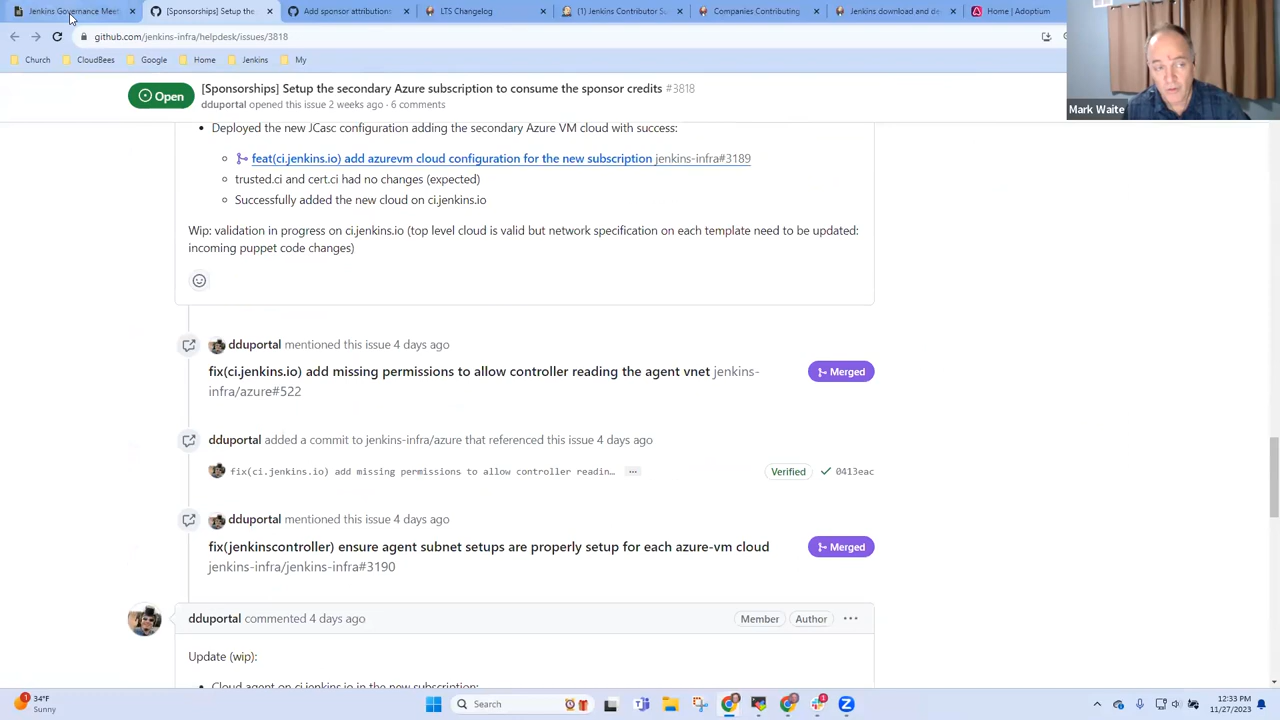 Jenkins Governance Meet
[Sponsorships] Setup the
Add sponsor attributions
LTS Changelog
(1) Jenkins Contributor Su
Companies Contributing
Jenkins download and de
Home | Adoptium
github.com/jenkins-infra/helpdesk/issues/3818
Church
CloudBees
Google
Home
Jenkins
My
Mark Waite
Open
[Sponsorships] Setup the secondary Azure subscription to consume the sponsor credits #3818
dduportal opened this issue 2 weeks ago · 6 comments
• Deployed the new JCasc configuration adding the secondary Azure VM cloud with success:
feat(ci.jenkins.io) add azurevm cloud configuration for the new subscription jenkins-infra#3189
trusted.ci and cert.ci had no changes (expected)
Successfully added the new cloud on ci.jenkins.io
Wip: validation in progress on ci.jenkins.io (top level cloud is valid but network specification on each template need to be updated:
incoming puppet code changes)
dduportal mentioned this issue 4 days ago
fix(ci.jenkins.io) add missing permissions to allow controller reading the agent vnet jenkins-
infra/azure#522
Merged
dduportal added a commit to jenkins-infra/azure that referenced this issue 4 days ago
fix(ci.jenkins.io) add missing permissions to allow controller readin… ...
Verified
0413eac
dduportal mentioned this issue 4 days ago
fix(jenkinscontroller) ensure agent subnet setups are properly setup for each azure-vm cloud
jenkins-infra/jenkins-infra#3190
Merged
dduportal commented 4 days ago
Member
Author
Update (wip):
• Cloud agent on ci.jenkins.io in the new subscription:
1
34°F
Sunny
Search
12:33 PM
11/27/2023